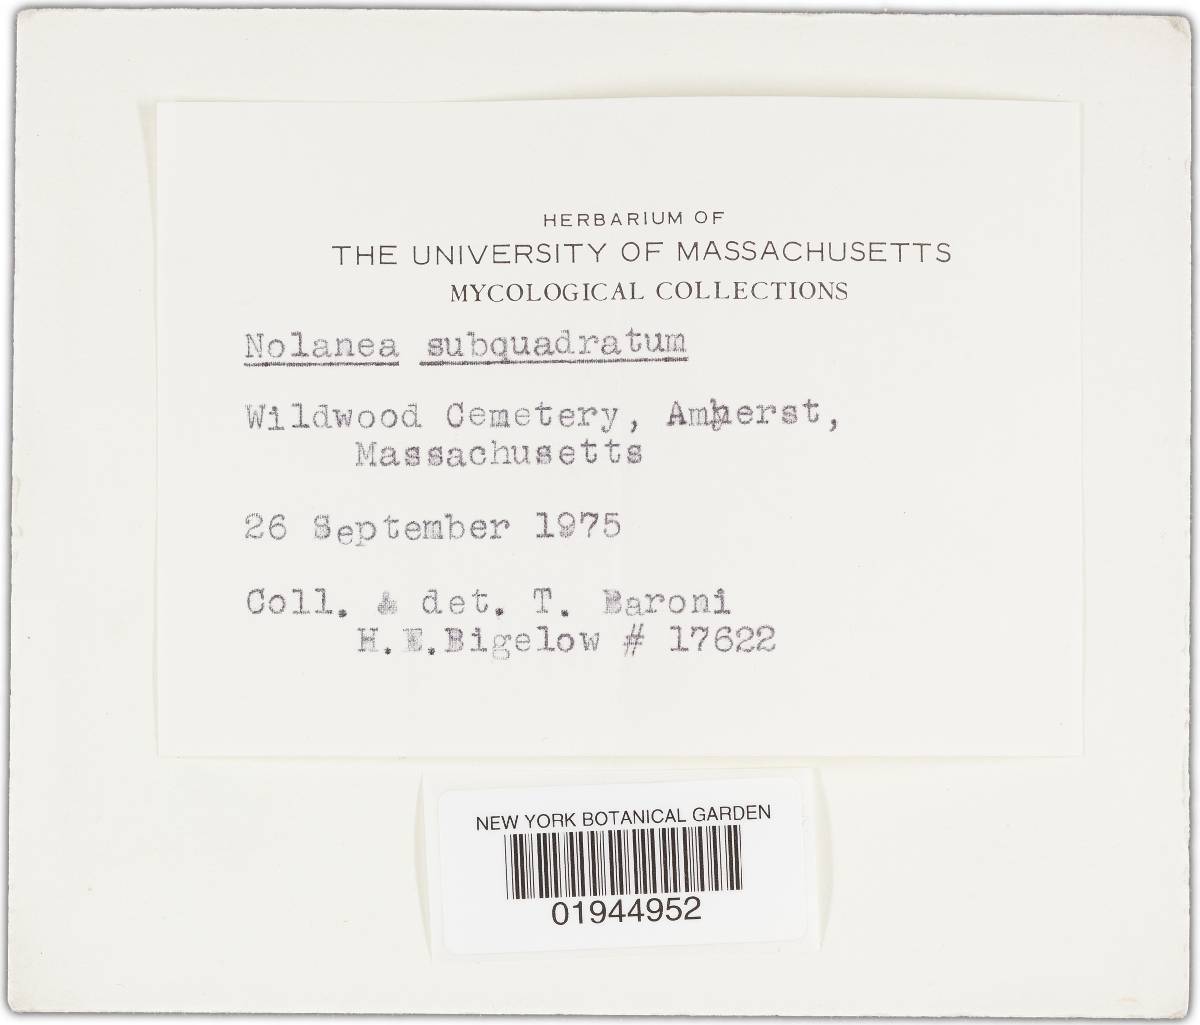 HERBARIUM OF
THE UNIVERSITY OF MASSACHUSETTS
MYCOLOGICAL COLLECTIONS
Nolanea subquadratum
Wildwood Cemetery, Amherst,
Massachusetts
26 September 1975
Coll. & det. T. Baroni
H.E.Bigelow # 17622
NEW YORK BOTANICAL GARDEN
01944952